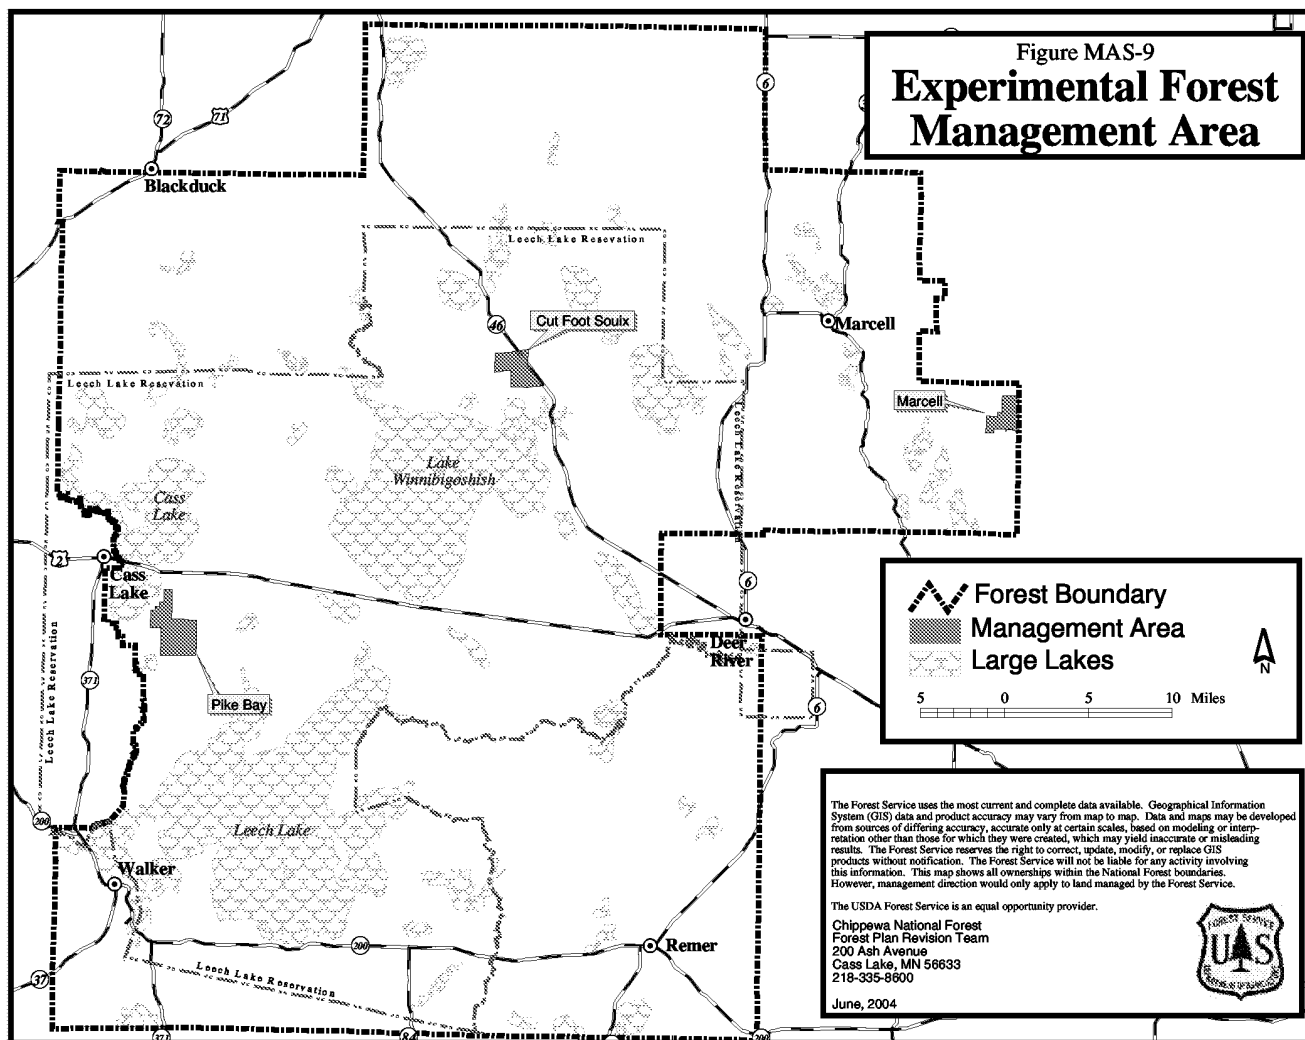 Figure MAS-9
Experimental Forest
Management Area
6
72
71
Blackduck
Leech Lake Resevation
46
Cut Foot Souix
Marcell
Leech Lake Resevation
Marcell
Leech Lake Reservation
Lake
Winnibigoshish
Cass
Lake
2
Cass
Lake
6
Deer
River
Leech Lake Reservation
371
Pike Bay
6
Forest Boundary
Management Area
Large Lakes
N
5 0 5 10 Miles
200
Leech Lake
Walker
200
Remer
Leech Lake Reservation
37
371
84
200
The Forest Service uses the most current and complete data available. Geographical Information
System (GIS) data and product accuracy may vary from map to map. Data and maps may be developed
from sources of differing accuracy, accurate only at certain scales, based on modeling or interp-
retation other than those for which they were created, which may yield inaccurate or misleading
results. The Forest Service reserves the right to correct, update, modify, or replace GIS
products without notification. The Forest Service will not be liable for any activity involving
this information. This map shows all ownerships within the National Forest boundaries.
However, management direction would only apply to land managed by the Forest Service.
The USDA Forest Service is an equal opportunity provider.
Chippewa National Forest
Forest Plan Revision Team
200 Ash Avenue
Cass Lake, MN 56633
218-335-8600
June, 2004
FOREST SERVICE
U S